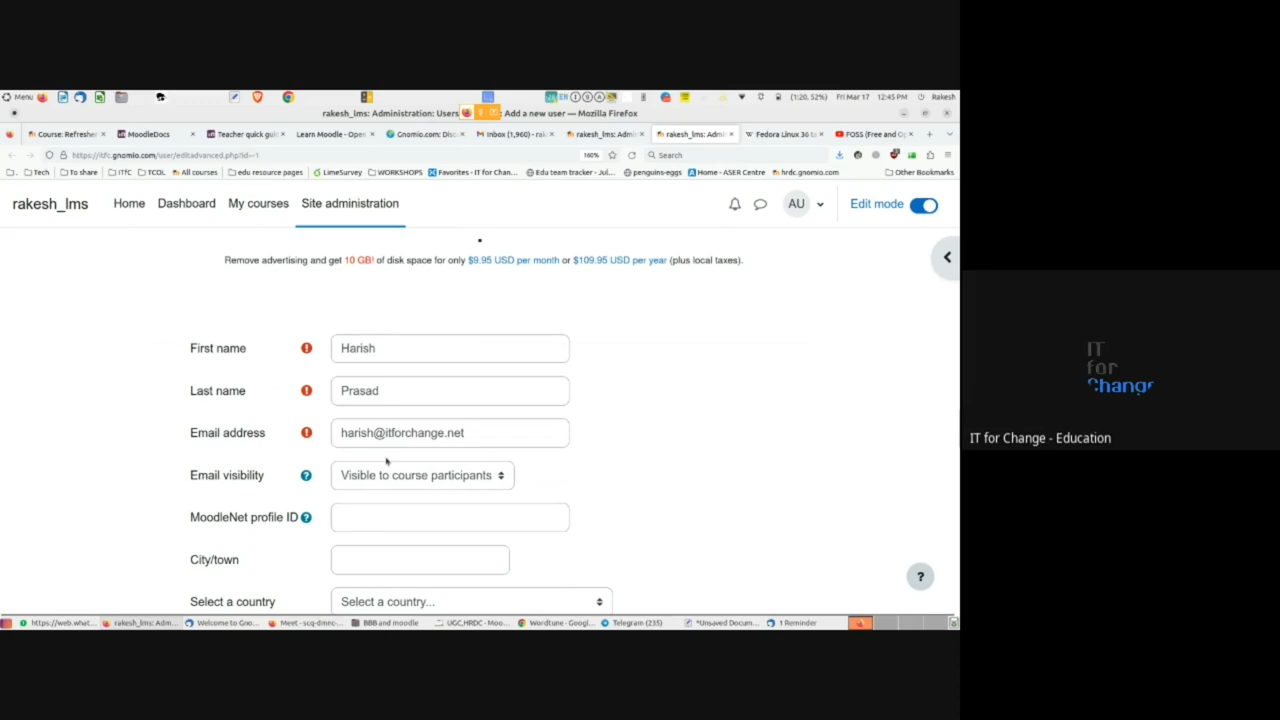 Menu EN (1:20, 52%) Fri Mar 17 12:45 PM Rakesh
rakesh_lms: Administration: Users : Add a new user — Mozilla Firefox
Course: Refresher × MoodleDocs × Teacher quick gui × Learn Moodle - Open Gnomio.com: Disc × Inbox (1,960) - rak × rakesh_lms: Admin × rakesh_lms: Admi × Fedora Linux 36 t × FOSS (Free and O ×
https://itfc.gnomio.com/user/editadvanced.php?id=-1 160% Search
Tech To share ITfC TCOL All courses edu resource pages LimeSurvey WORKSHOPS Favorites - IT for Chan... Edu team tracker - Jul... penguins-eggs Home - ASER Centre hrdc.gnomio.com Other Bookmarks
rakesh_lms Home Dashboard My courses Site administration AU Edit mode
Remove advertising and get 10 GB! of disk space for only $9.95 USD per month or $109.95 USD per year (plus local taxes).
First name Harish
Last name Prasad
Email address harish@itforchange.net
Email visibility ? Visible to course participants
MoodleNet profile ID ?
City/town
?
Select a country Select a country...
https://web.what... rakesh_lms: Adm... Welcome to Gno... Meet - scq-dmnc-... BBB and moodle UGC,HRDC - Moo... Wordtune - Googl... Telegram (235) *Unsaved Docum... 1 Reminder
IT
for
Change
IT for Change - Education